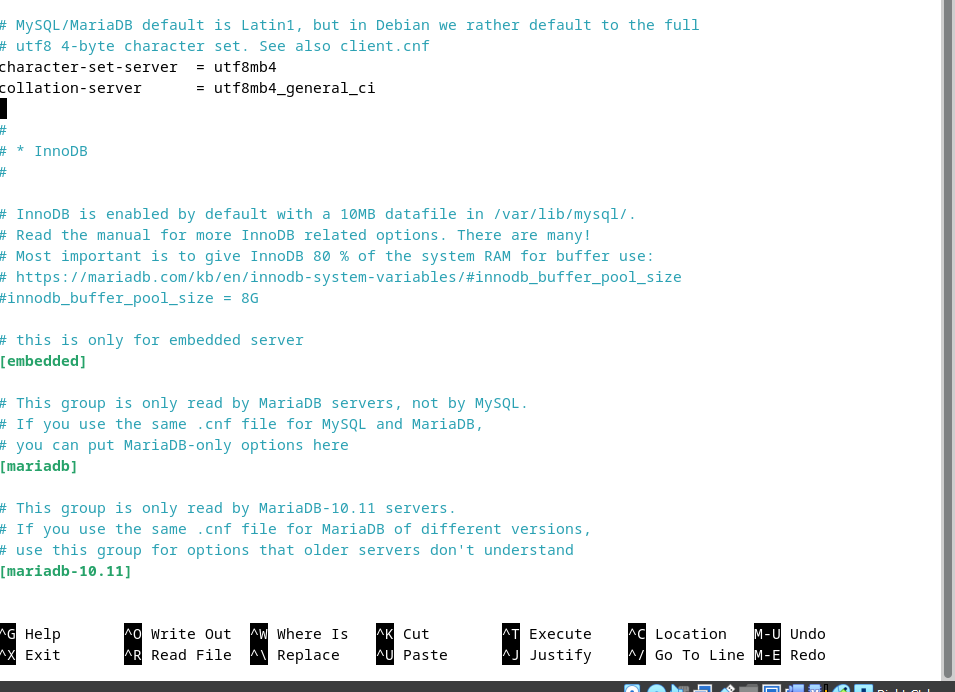 # MySQL/MariaDB default is Latin1, but in Debian we rather default to the full
# utf8 4-byte character set. See also client.cnf
character-set-server  = utf8mb4
collation-server      = utf8mb4_general_ci
#
# * InnoDB
#
# InnoDB is enabled by default with a 10MB datafile in /var/lib/mysql/.
# Read the manual for more InnoDB related options. There are many!
# Most important is to give InnoDB 80 % of the system RAM for buffer use:
# https://mariadb.com/kb/en/innodb-system-variables/#innodb_buffer_pool_size
#innodb_buffer_pool_size = 8G
# this is only for embedded server
[embedded]
# This group is only read by MariaDB servers, not by MySQL.
# If you use the same .cnf file for MySQL and MariaDB,
# you can put MariaDB-only options here
[mariadb]
# This group is only read by MariaDB-10.11 servers.
# If you use the same .cnf file for MariaDB of different versions,
# use this group for options that older servers don't understand
[mariadb-10.11]
^G Help ^O Write Out ^W Where Is ^K Cut ^T Execute ^C Location M-U Undo
^X Exit ^R Read File ^\ Replace ^U Paste ^J Justify ^/ Go To Line M-E Redo